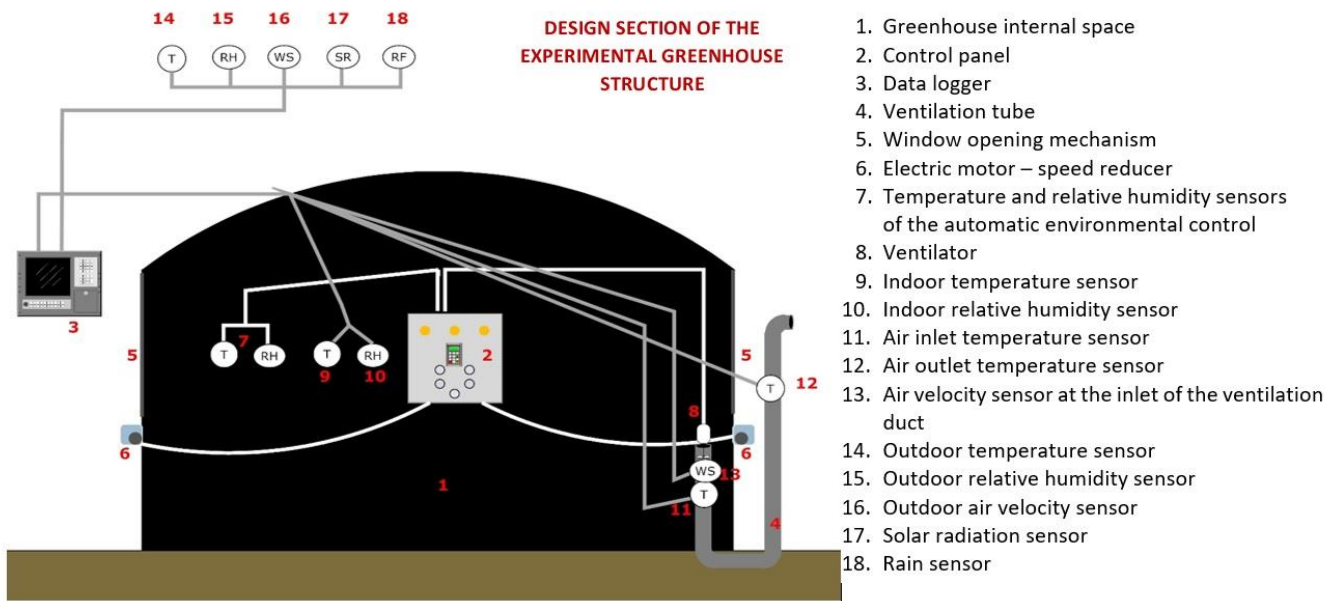 14 15 16 17 18
T RH WS SR RF
DESIGN SECTION OF THE
EXPERIMENTAL GREENHOUSE
STRUCTURE
3
5
7
T RH
T RH
9 10
2
5
T 12
8
6
6
WS 13
T
11
1
4
1. Greenhouse internal space
2. Control panel
3. Data logger
4. Ventilation tube
5. Window opening mechanism
6. Electric motor – speed reducer
7. Temperature and relative humidity sensors
of the automatic environmental control
8. Ventilator
9. Indoor temperature sensor
10. Indoor relative humidity sensor
11. Air inlet temperature sensor
12. Air outlet temperature sensor
13. Air velocity sensor at the inlet of the ventilation
duct
14. Outdoor temperature sensor
15. Outdoor relative humidity sensor
16. Outdoor air velocity sensor
17. Solar radiation sensor
18. Rain sensor